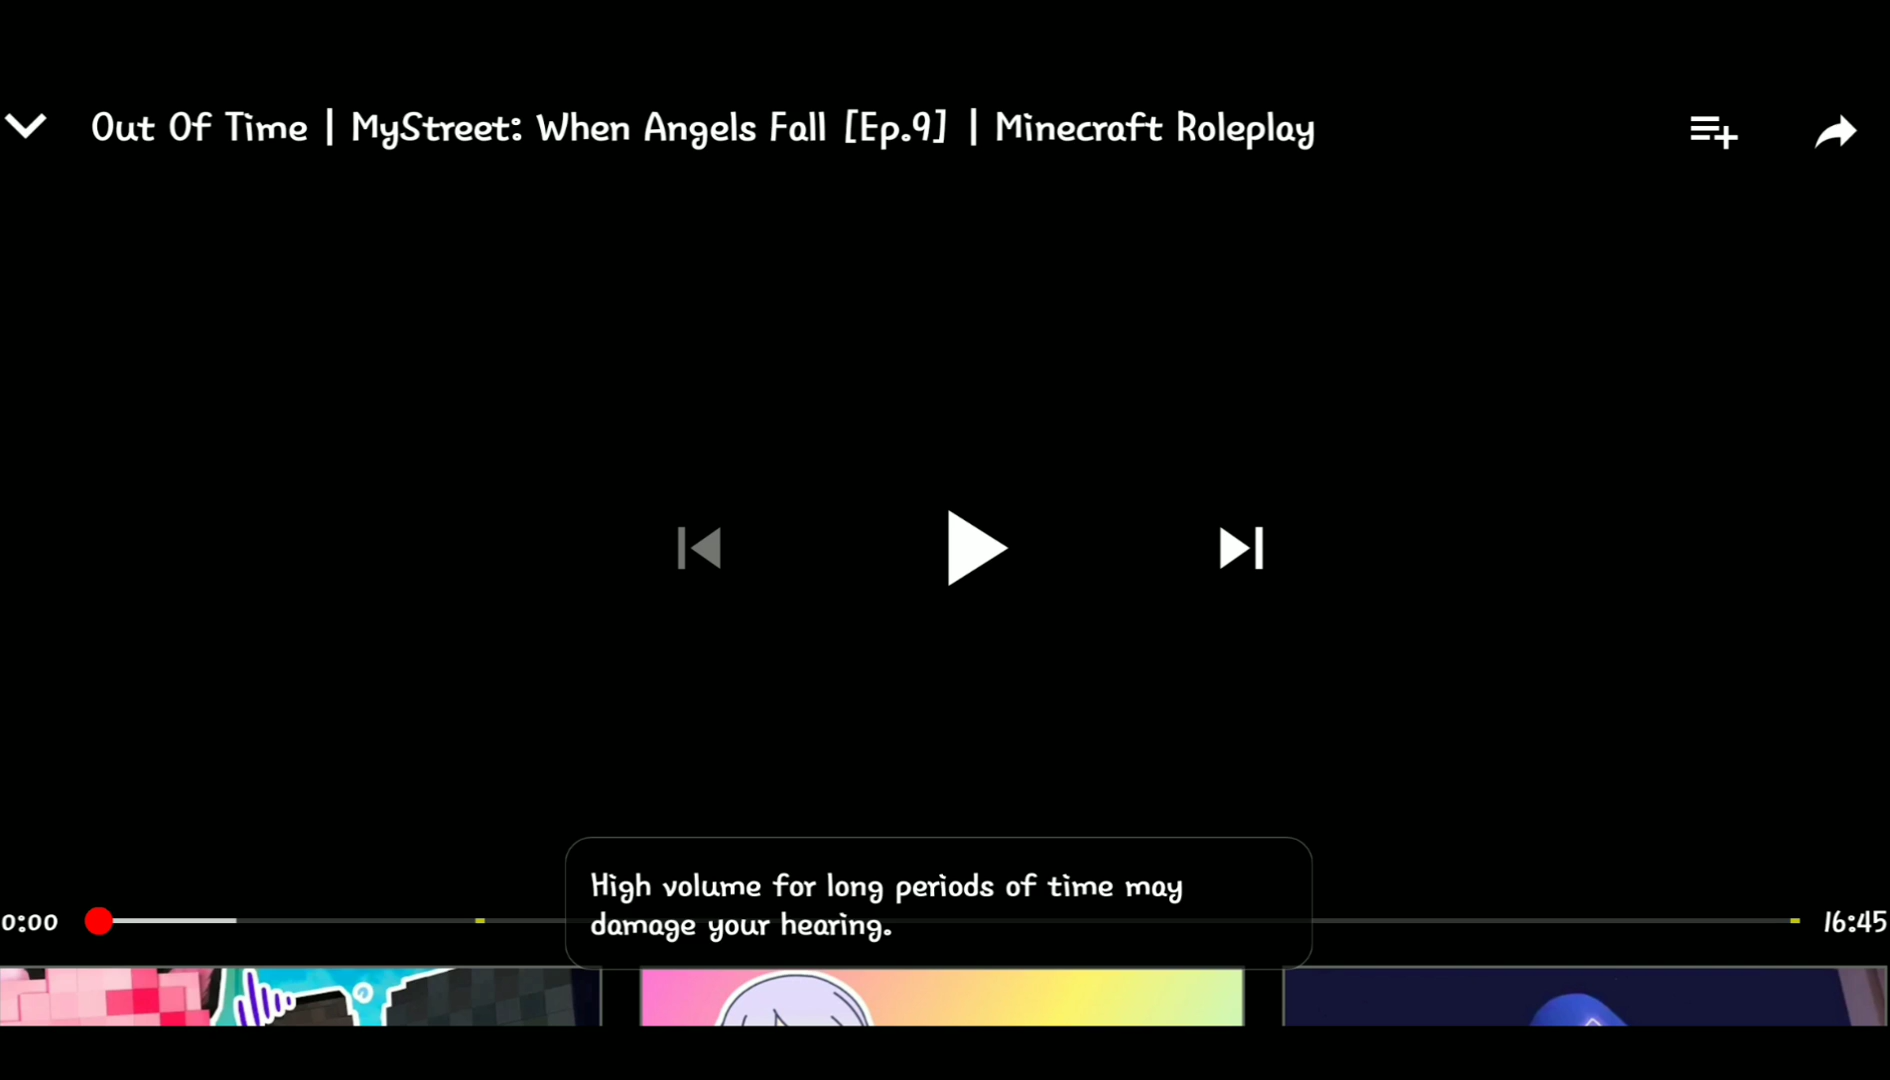 Out Of Time | MyStreet: When Angels Fall [Ep.9] | Minecraft Roleplay
High volume for long periods of time may
damage your hearing.
0:00
16:45